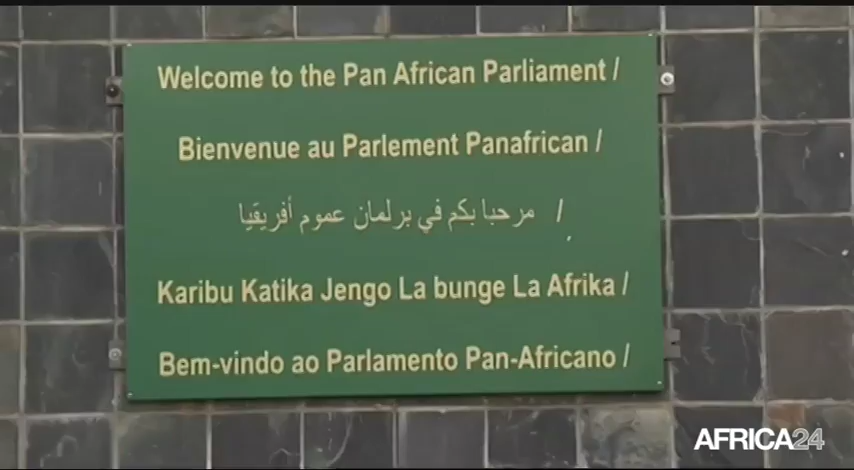 Welcome to the Pan African Parliament /
Bienvenue au Parlement Panafrican /
مرحبا بكم في برلمان عموم أفريقيا /
Karibu Katika Jengo La bunge La Afrika /
Bem-vindo ao Parlamento Pan-Africano /
AFRICA24